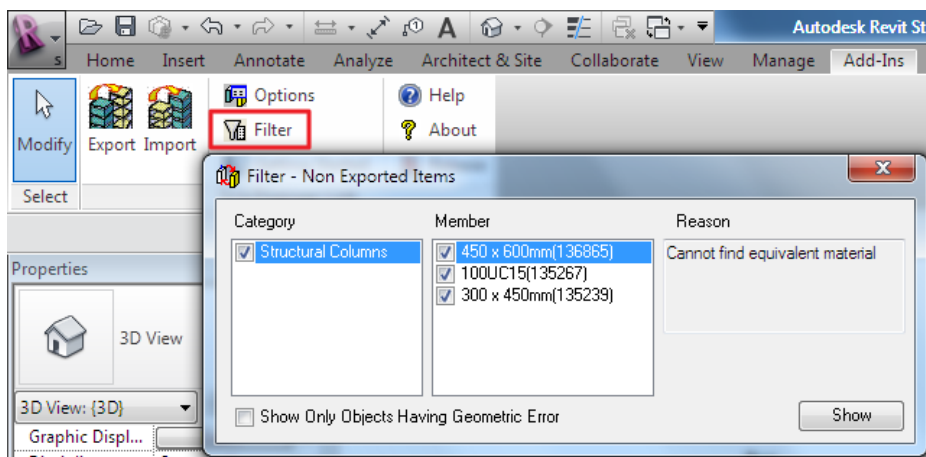 Autodesk Revit St
Home Insert Annotate Analyze Architect & Site Collaborate View Manage Add-Ins
Modify
Export Import
Options
Filter
Help
About
Select
Filter - Non Exported Items
Category
Member
Reason
Structural Columns
450 x 600mm(136865)
100UC15(135267)
300 x 450mm(135239)
Cannot find equivalent material
Show Only Objects Having Geometric Error
Show
Properties
3D View
3D View: {3D}
Graphic Displ...